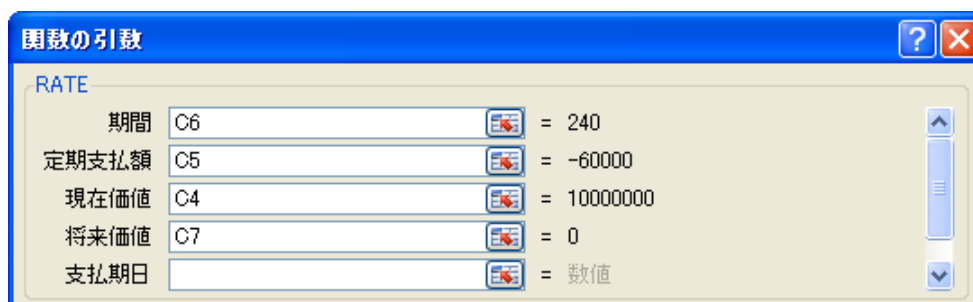 関数の引数
RATE
期間 C6 = 240
定期支払額 C5 = -60000
現在価値 C4 = 10000000
将来価値 C7 = 0
支払期日 = 数値